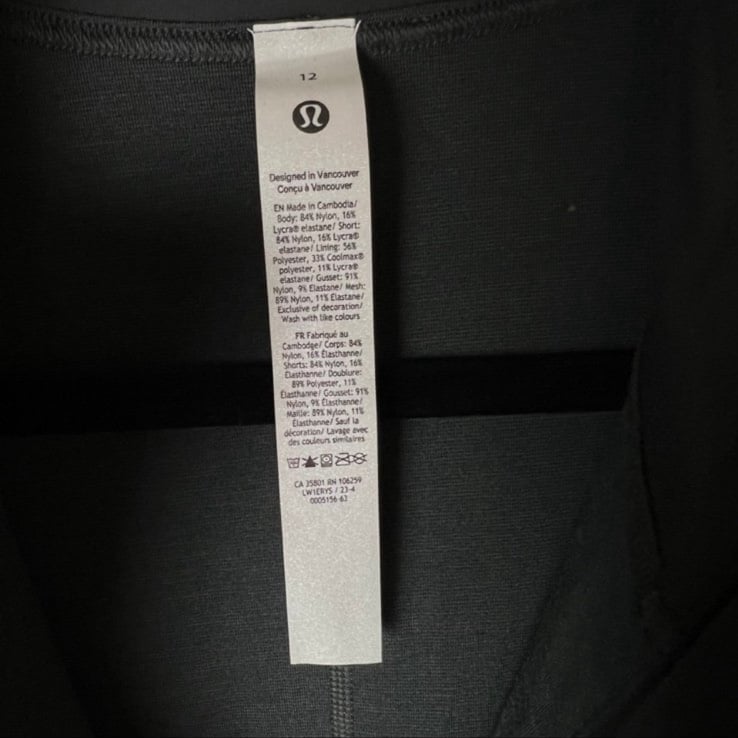 12
Designed in Vancouver
Conçu à Vancouver
EN Made in Cambodia/
Body: 84% Nylon, 16%
Lycra® elastane/ Short:
84% Nylon, 16% Lycra®
elastane/ Lining: 56%
Polyester, 33% Coolmax®
polyester, 11% Lycra®
elastane/ Gusset: 91%
Nylon, 9% Elastane/ Mesh:
89% Nylon, 11% Elastane/
Exclusive of decoration/
Wash with like colours
FR Fabriqué au
Cambodge/ Corps: 84%
Nylon, 16% Élasthanne/
Shorts: 84% Nylon, 16%
Élasthanne/ Doublure:
89% Polyester, 11%
Élasthanne/ Gousset: 91%
Nylon, 9% Élasthanne/
Maille: 89% Nylon, 11%
Élasthanne/ Sauf la
décoration/ Lavage avec
des couleurs similaires
CA 35801 RN 106259
LW1ERYS / 23-4
0005156-63